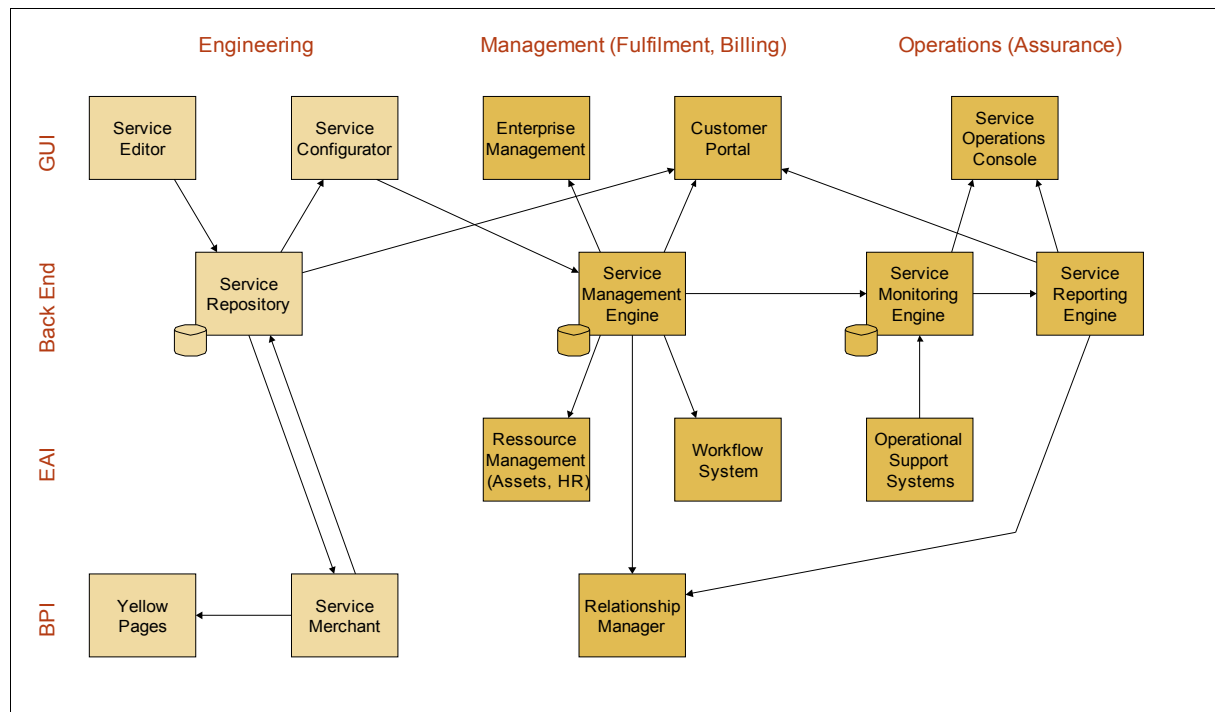 Engineering
Management (Fulfilment, Billing)
Operations (Assurance)
GUI
Service
Editor
Service
Configurator
Enterprise
Management
Customer
Portal
Service
Operations
Console
Back End
Service
Repository
Service
Management
Engine
Service
Monitoring
Engine
Service
Reporting
Engine
EAI
Ressource
Management
(Assets, HR)
Workflow
System
Operational
Support
Systems
BPI
Yellow
Pages
Service
Merchant
Relationship
Manager